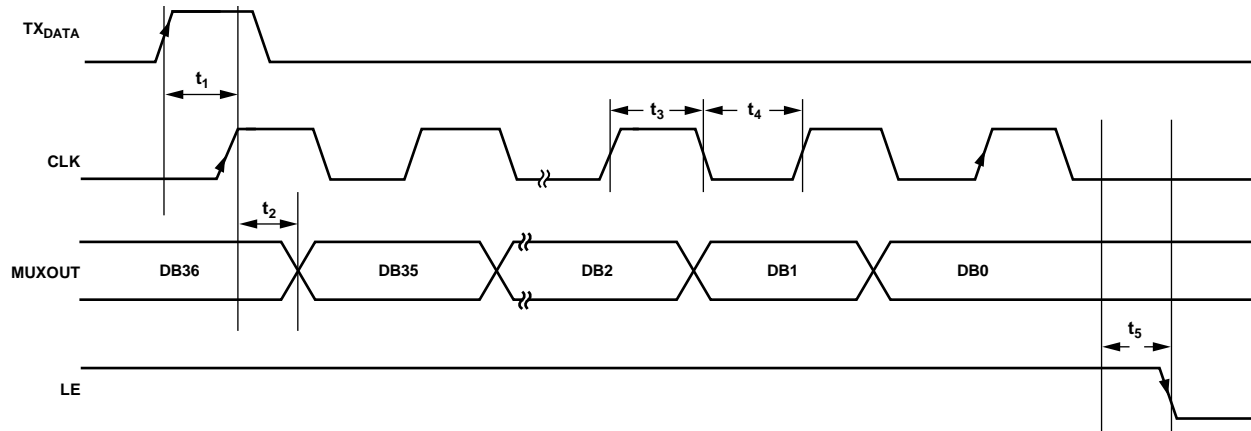 TXDATA
t1
t3
t4
CLK
t2
MUXOUT
DB36
DB35
DB2
DB1
DB0
t5
LE